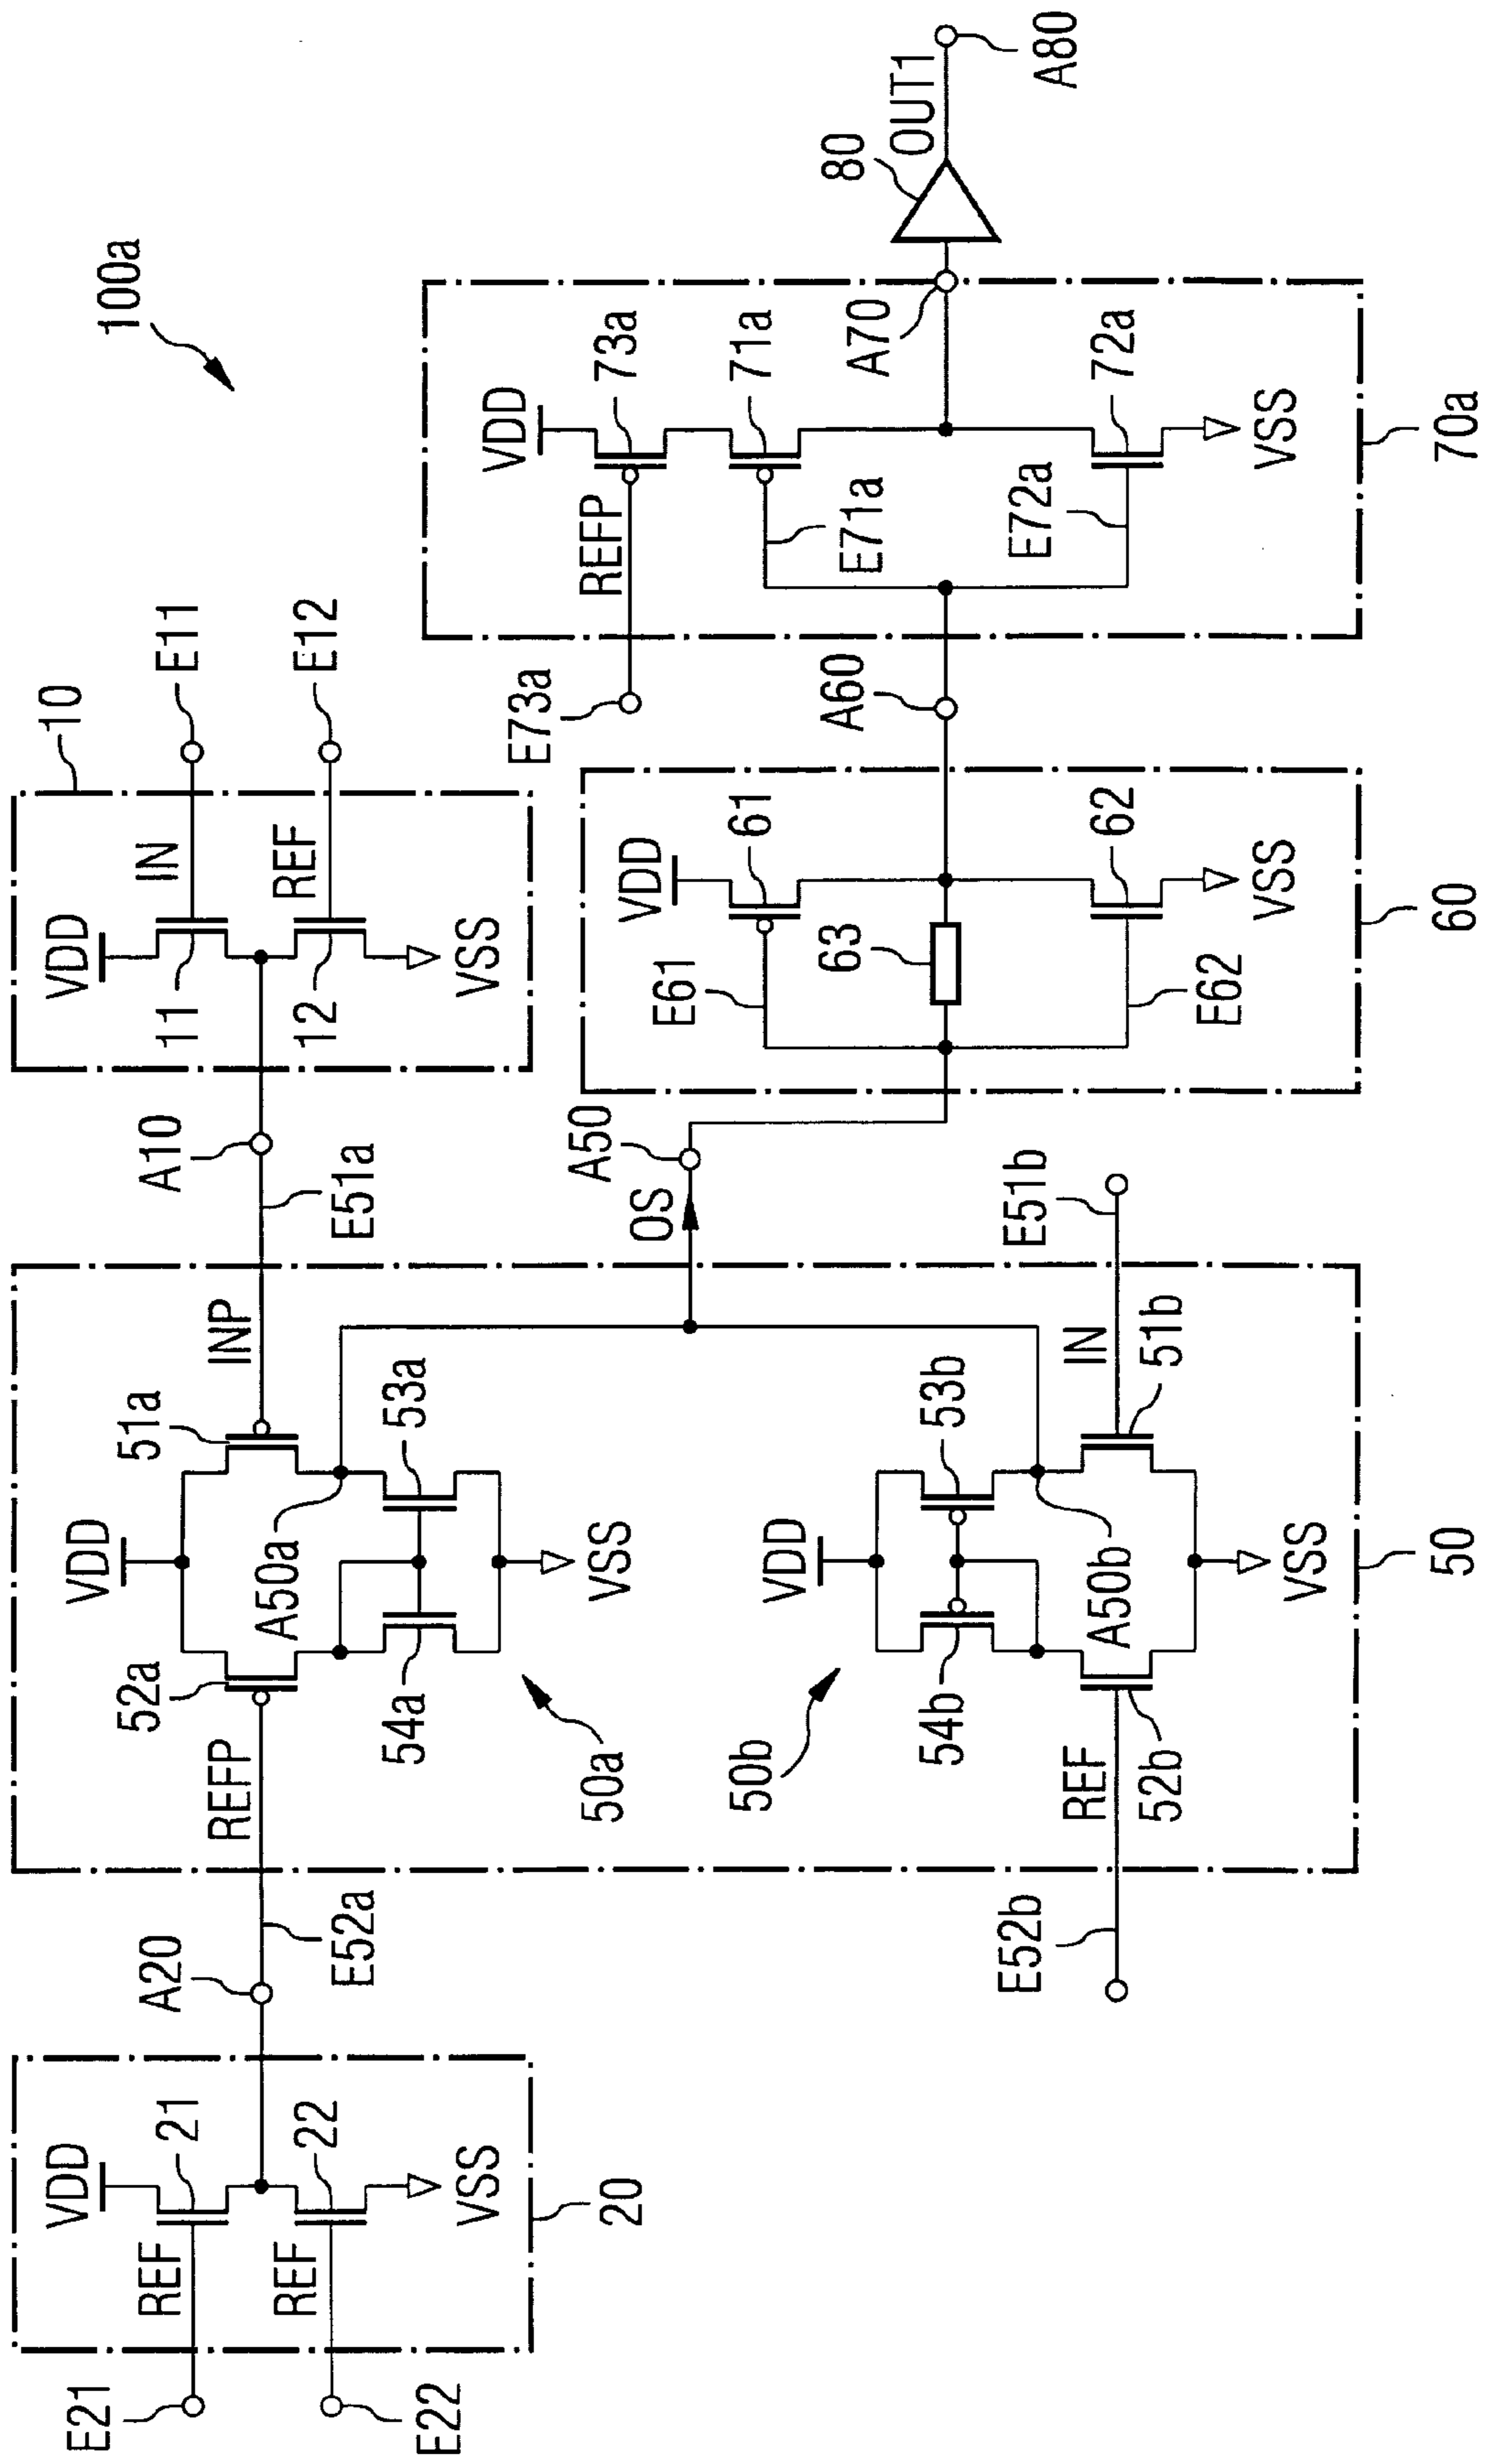 100a
10
VDD
11
IN
E11
12
REF
E12
VSS
A10
E51a
20
VDD
E21
REF
21
E22
REF
22
VSS
A20
E52a
50
VDD
REFP
52a
51a
INP
A50a
54a
53a
VSS
50a
50b
VDD
54b
53b
A50b
E52b
REF
52b
51b
IN
E51b
VSS
OS
A50
60
VDD
E61
61
63
E62
62
VSS
A60
70a
VDD
E73a
REFP
73a
71a
E71a
A70
E72a
72a
VSS
80
OUT1
A80